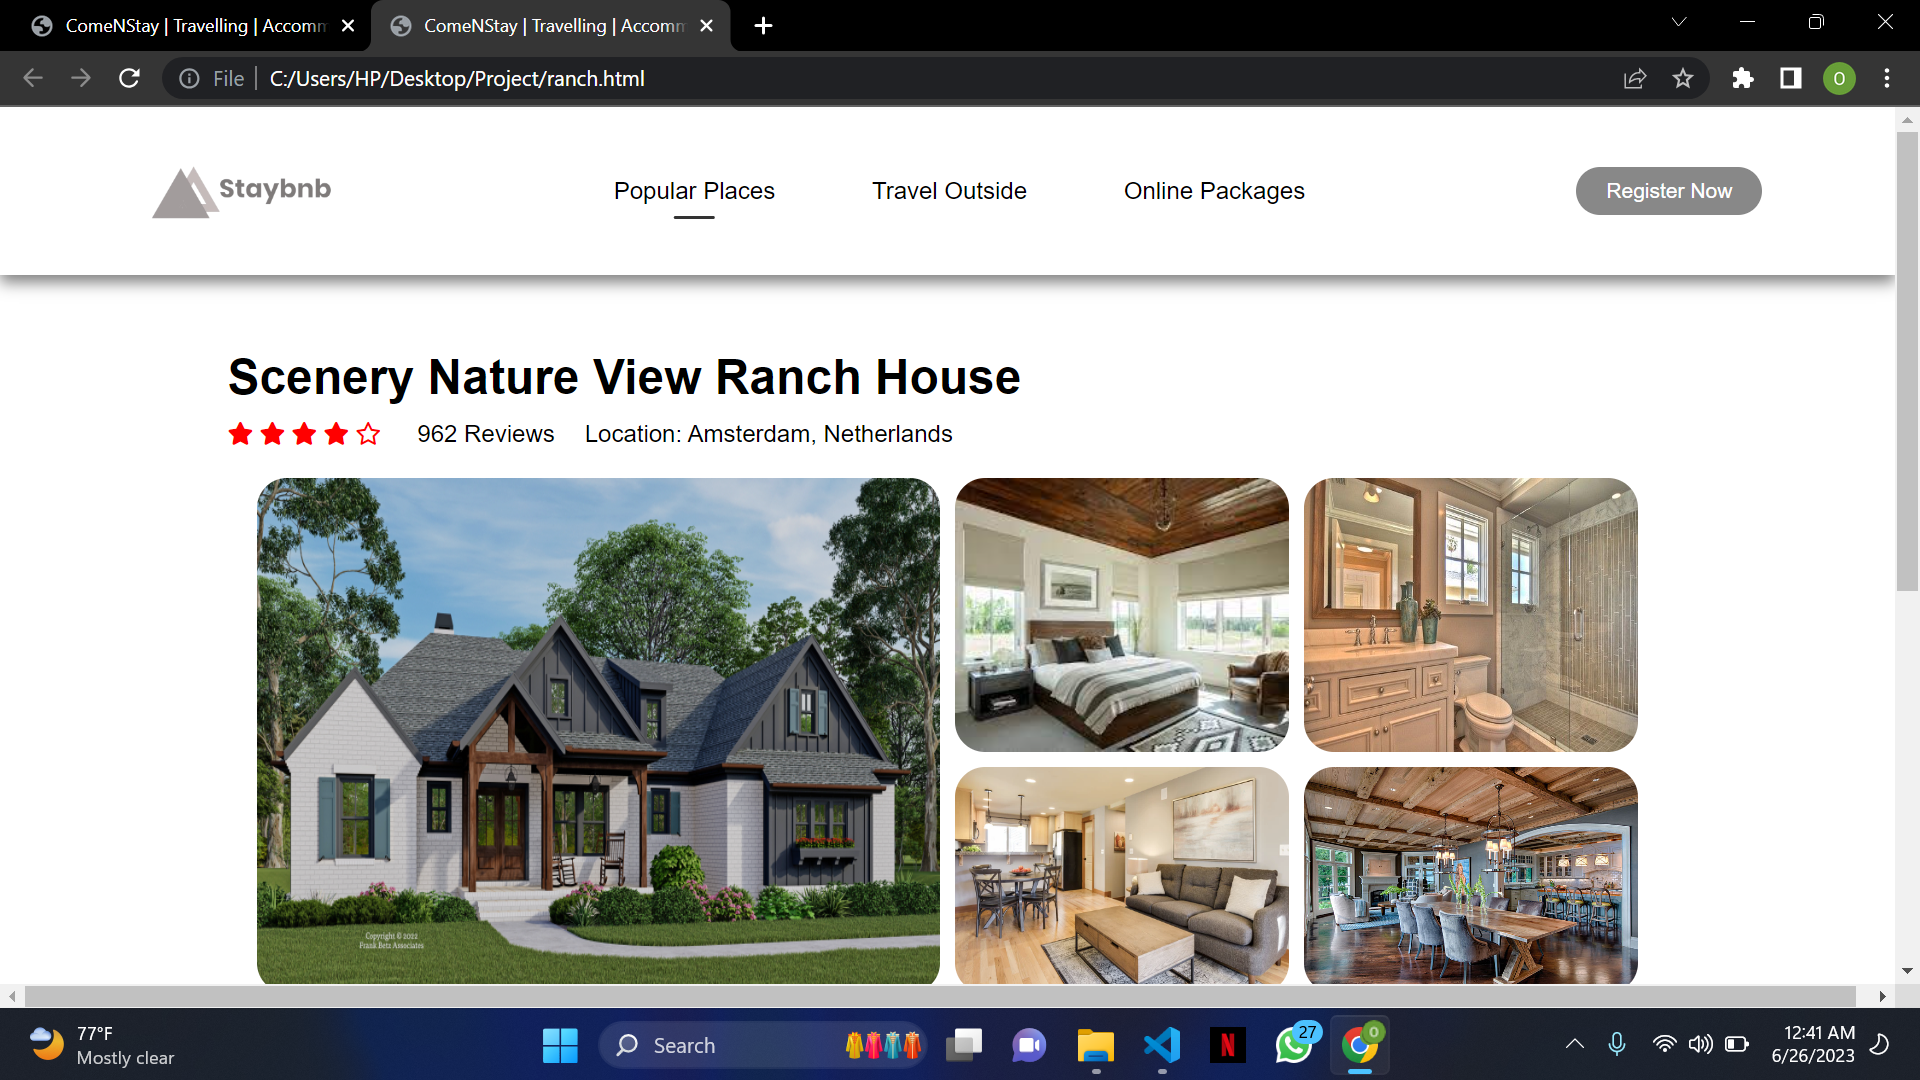 ComeNStay | Travelling | Accomm
ComeNStay | Travelling | Accomm
File
C:/Users/HP/Desktop/Project/ranch.html
O
Staybnb
Popular Places
Travel Outside
Online Packages
Register Now
Scenery Nature View Ranch House
962 Reviews
Location: Amsterdam, Netherlands
Copyright © 2022
Frank Betz Associates
77°F
Mostly clear
Search
N
27
O
12:41 AM
6/26/2023